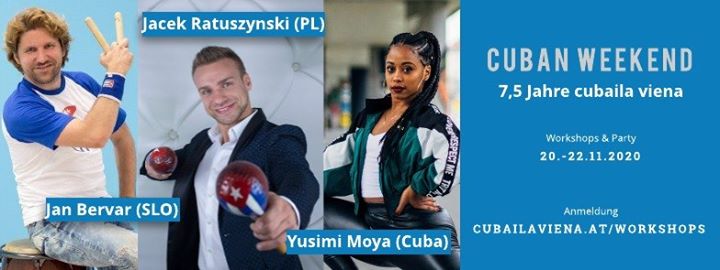 Jacek Ratuszynski (PL)
Jan Bervar (SLO)
Yusimi Moya (Cuba)
CUBAN WEEKEND
7,5 Jahre cubaila viena
Workshops & Party
20.-22.11.2020
Anmeldung
CUBAILAVIENA.AT/WORKSHOPS